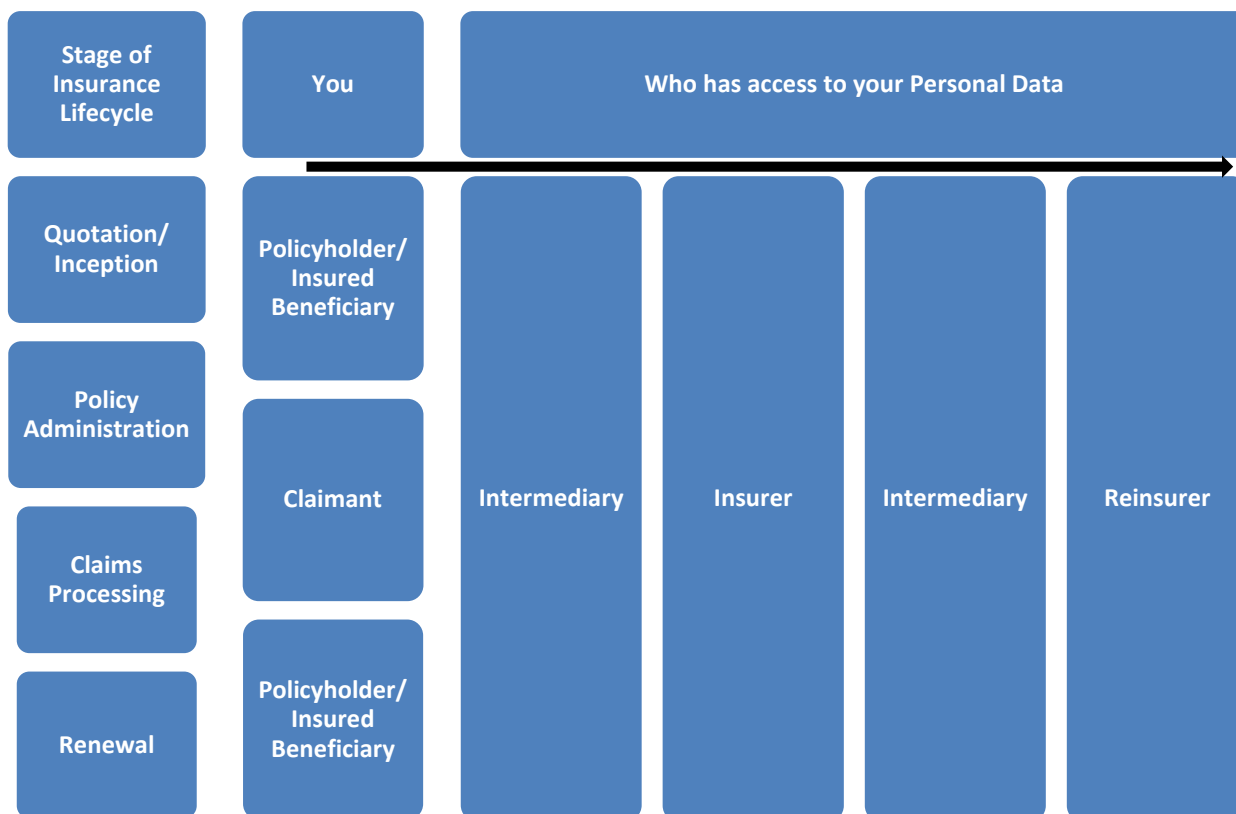 Stage of
Insurance
Lifecycle
You
Who has access to your Personal Data
Quotation/
Inception
Policy
Administration
Claims
Processing
Renewal
Policyholder/
Insured
Beneficiary
Claimant
Policyholder/
Insured
Beneficiary
Intermediary
Insurer
Intermediary
Reinsurer